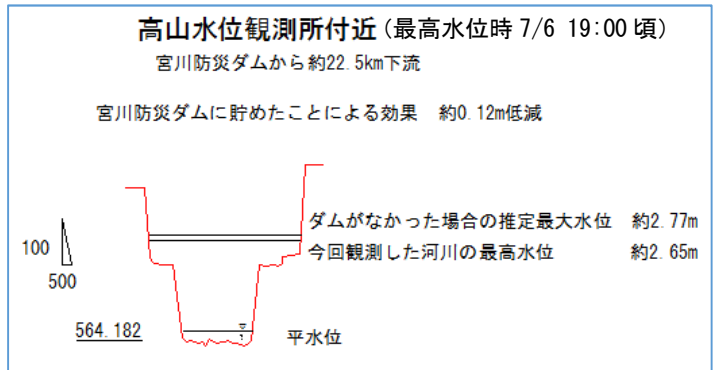 高山水位観測所付近(最高水位時 7/6 19:00頃)
宮川防災ダムから約22.5km下流
宮川防災ダムに貯めたことによる効果 約0.12m低減
ダムがなかった場合の推定最大水位 約2.77m
今回観測した河川の最高水位 約2.65m
100
500
564.182
平水位